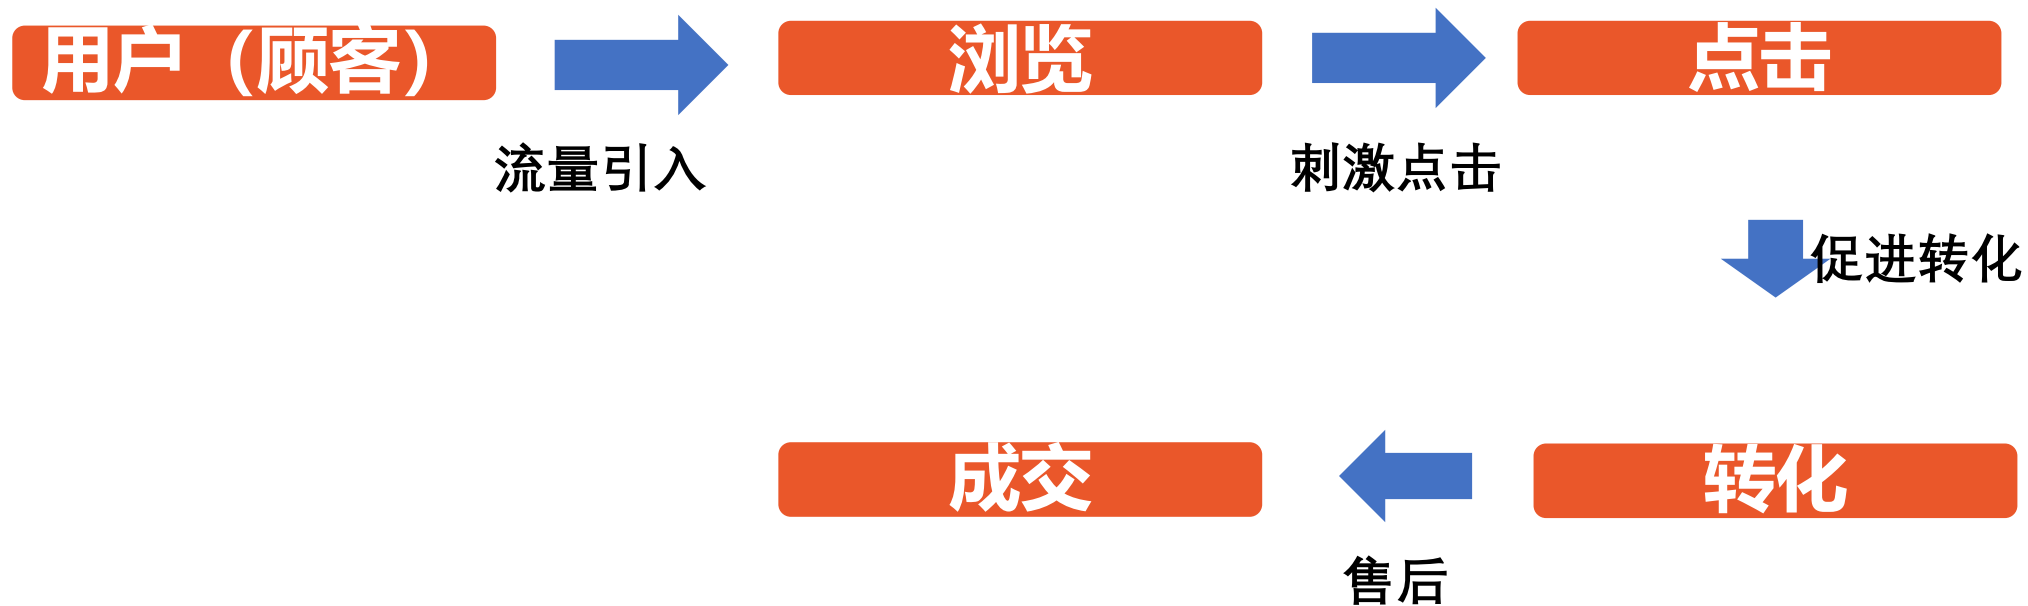 用户（顾客）
流量引入
浏览
刺激点击
点击
促进转化
转化
售后
成交